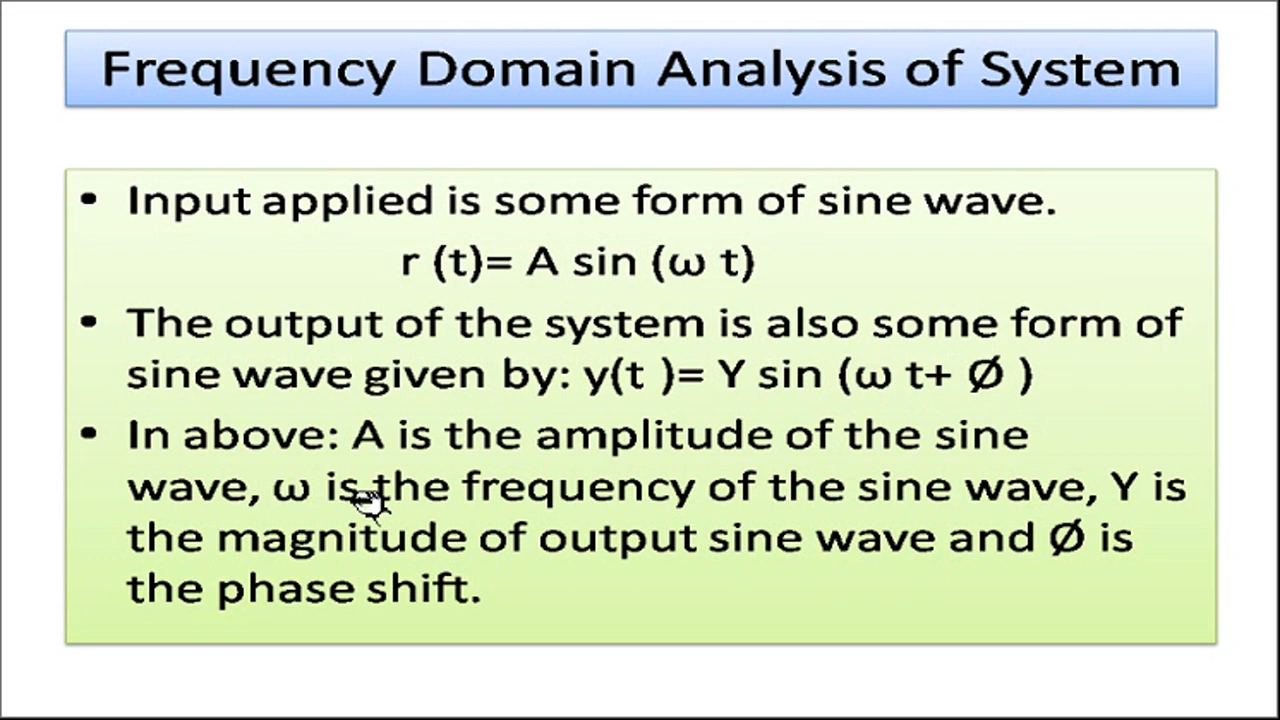 Frequency Domain Analysis of System
• Input applied is some form of sine wave.
r (t)= A sin (ω t)
• The output of the system is also some form of
sine wave given by: y(t )= Y sin (ω t+ Ø )
• In above: A is the amplitude of the sine
wave, ω is the frequency of the sine wave, Y is
the magnitude of output sine wave and Ø is
the phase shift.